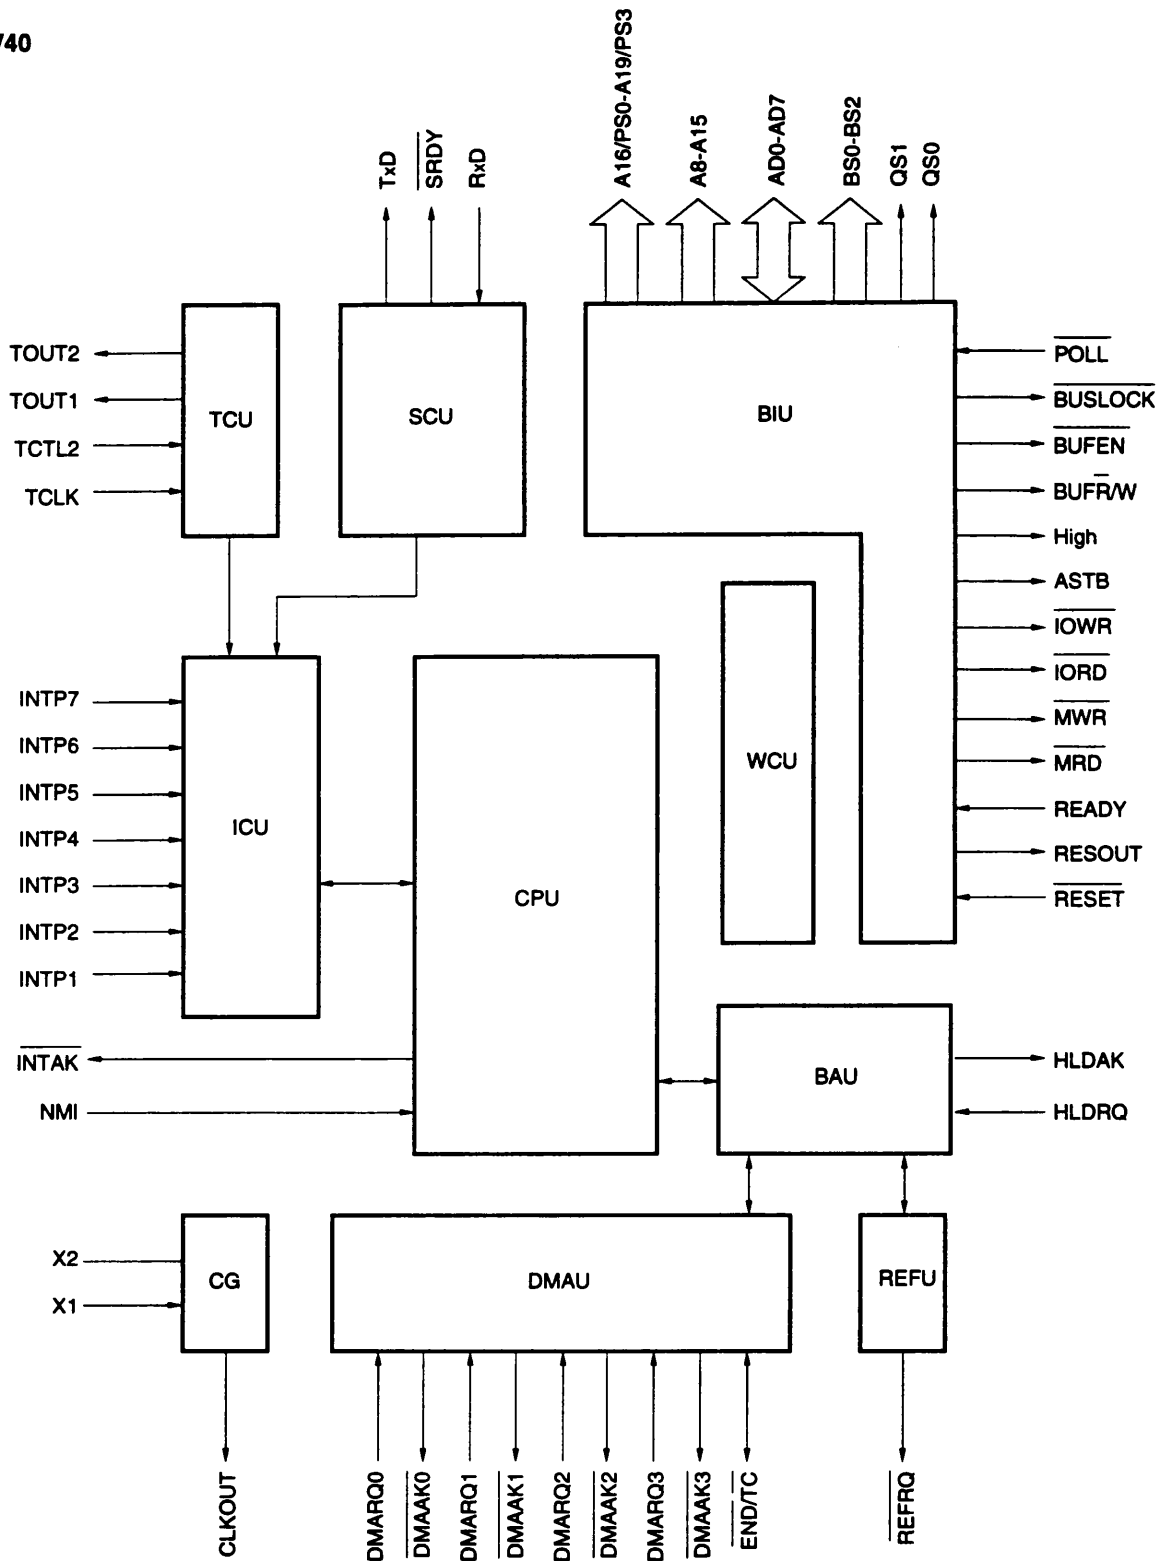 /40
A16/PS0-A19/PS3
A8-A15
AD0-AD7
BS0-BS2
QS1
QS0
TxD
SRDY
RxD
TOUT2
TOUT1
TCTL2
TCLK
TCU
SCU
BIU
POLL
BUSLOCK
BUFEN
BUFR/W
High
ASTB
IOWR
IORD
MWR
MRD
READY
RESOUT
RESET
WCU
INTP7
INTP6
INTP5
INTP4
INTP3
INTP2
INTP1
ICU
CPU
INTAK
NMI
BAU
HLDAK
HLDRQ
X2
X1
CG
DMAU
REFU
CLKOUT
DMARQ0
DMAAK0
DMARQ1
DMAAK1
DMARQ2
DMAAK2
DMARQ3
DMAAK3
END/TC
REFRQ